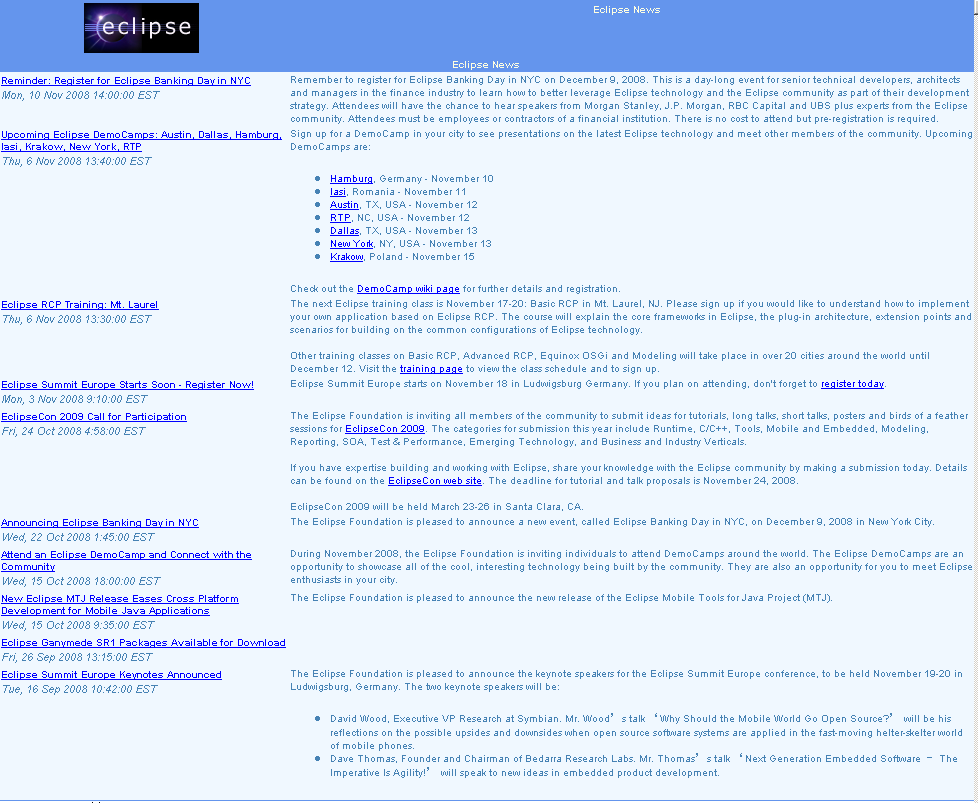 eclipse
Eclipse News
Eclipse News
Reminder: Register for Eclipse Banking Day in NYC
Mon, 10 Nov 2008 14:00:00 EST
Remember to register for Eclipse Banking Day in NYC on December 9, 2008. This is a day-long event for senior technical developers, architects
and managers in the finance industry to learn how to better leverage Eclipse technology and the Eclipse community as part of their development
strategy. Attendees will have the chance to hear speakers from Morgan Stanley, J.P. Morgan, RBC Capital and UBS plus experts from the Eclipse
community. Attendees must be employees or contractors of a financial institution. There is no cost to attend but pre-registration is required.
Upcoming Eclipse DemoCamps: Austin, Dallas, Hamburg,
Iasi, Krakow, New York, RTP
Thu, 6 Nov 2008 13:40:00 EST
Sign up for a DemoCamp in your city to see presentations on the latest Eclipse technology and meet other members of the community. Upcoming
DemoCamps are:
• Hamburg, Germany - November 10
• Iasi, Romania - November 11
• Austin, TX, USA - November 12
• RTP, NC, USA - November 12
• Dallas, TX, USA - November 13
• New York, NY, USA - November 13
• Krakow, Poland - November 15
Check out the DemoCamp wiki page for further details and registration.
Eclipse RCP Training: Mt. Laurel
Thu, 6 Nov 2008 13:30:00 EST
The next Eclipse training class is November 17-20: Basic RCP in Mt. Laurel, NJ. Please sign up if you would like to understand how to implement
your own application based on Eclipse RCP. The course will explain the core frameworks in Eclipse, the plug-in architecture, extension points and
scenarios for building on the common configurations of Eclipse technology.
Other training classes on Basic RCP, Advanced RCP, Equinox OSGi and Modeling will take place in over 20 cities around the world until
December 12. Visit the training page to view the class schedule and to sign up.
Eclipse Summit Europe Starts Soon - Register Now!
Mon, 3 Nov 2008 9:10:00 EST
Eclipse Summit Europe starts on November 18 in Ludwigsburg Germany. If you plan on attending, don't forget to register today.
EclipseCon 2009 Call for Participation
Fri, 24 Oct 2008 4:58:00 EST
The Eclipse Foundation is inviting all members of the community to submit ideas for tutorials, long talks, short talks, posters and birds of a feather
sessions for EclipseCon 2009. The categories for submission this year include Runtime, C/C++, Tools, Mobile and Embedded, Modeling,
Reporting, SOA, Test & Performance, Emerging Technology, and Business and Industry Verticals.
If you have expertise building and working with Eclipse, share your knowledge with the Eclipse community by making a submission today. Details
can be found on the EclipseCon web site. The deadline for tutorial and talk proposals is November 24, 2008.
EclipseCon 2009 will be held March 23-26 in Santa Clara, CA.
Announcing Eclipse Banking Day in NYC
Wed, 22 Oct 2008 1:45:00 EST
The Eclipse Foundation is pleased to announce a new event, called Eclipse Banking Day in NYC, on December 9, 2008 in New York City.
Attend an Eclipse DemoCamp and Connect with the
Community
Wed, 15 Oct 2008 18:00:00 EST
During November 2008, the Eclipse Foundation is inviting individuals to attend DemoCamps around the world. The Eclipse DemoCamps are an
opportunity to showcase all of the cool, interesting technology being built by the community. They are also an opportunity for you to meet Eclipse
enthusiasts in your city.
New Eclipse MTJ Release Eases Cross Platform
Development for Mobile Java Applications
Wed, 15 Oct 2008 9:35:00 EST
The Eclipse Foundation is pleased to announce the new release of the Eclipse Mobile Tools for Java Project (MTJ).
Eclipse Ganymede SR1 Packages Available for Download
Fri, 26 Sep 2008 13:15:00 EST
Eclipse Summit Europe Keynotes Announced
Tue, 16 Sep 2008 10:42:00 EST
The Eclipse Foundation is pleased to announce the keynote speakers for the Eclipse Summit Europe conference, to be held November 19-20 in
Ludwigsburg, Germany. The two keynote speakers will be:
• David Wood, Executive VP Research at Symbian. Mr. Wood’s talk ‘Why Should the Mobile World Go Open Source?’ will be his
reflections on the possible upsides and downsides when open source software systems are applied in the fast-moving helter-skelter world
of mobile phones.
• Dave Thomas, Founder and Chairman of Bedarra Research Labs. Mr. Thomas’s talk ‘Next Generation Embedded Software – The
Imperative Is Agility!’ will speak to new ideas in embedded product development.